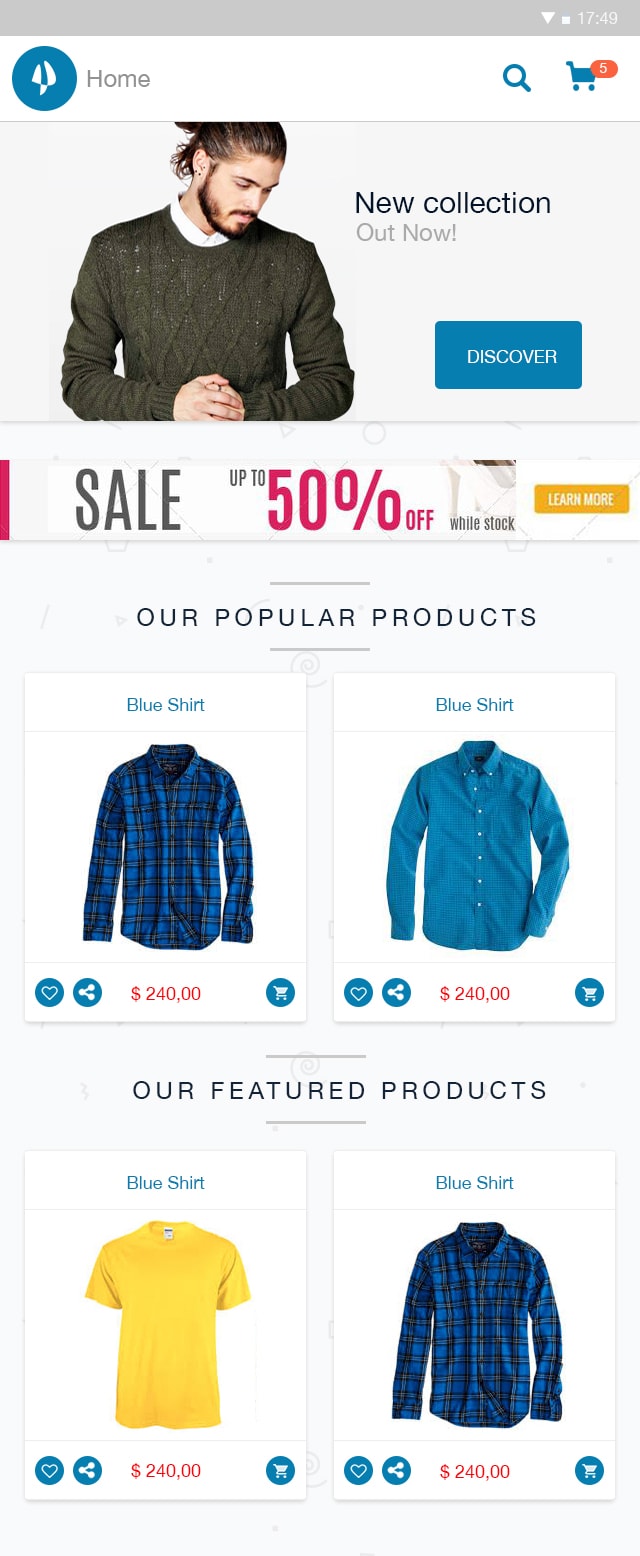 17:49
Home
5
New collection
Out Now!
DISCOVER
SALE UP TO 50% OFF while stock
LEARN MORE
OUR POPULAR PRODUCTS
Blue Shirt
Blue Shirt
$ 240,00
$ 240,00
OUR FEATURED PRODUCTS
Blue Shirt
Blue Shirt
$ 240,00
$ 240,00